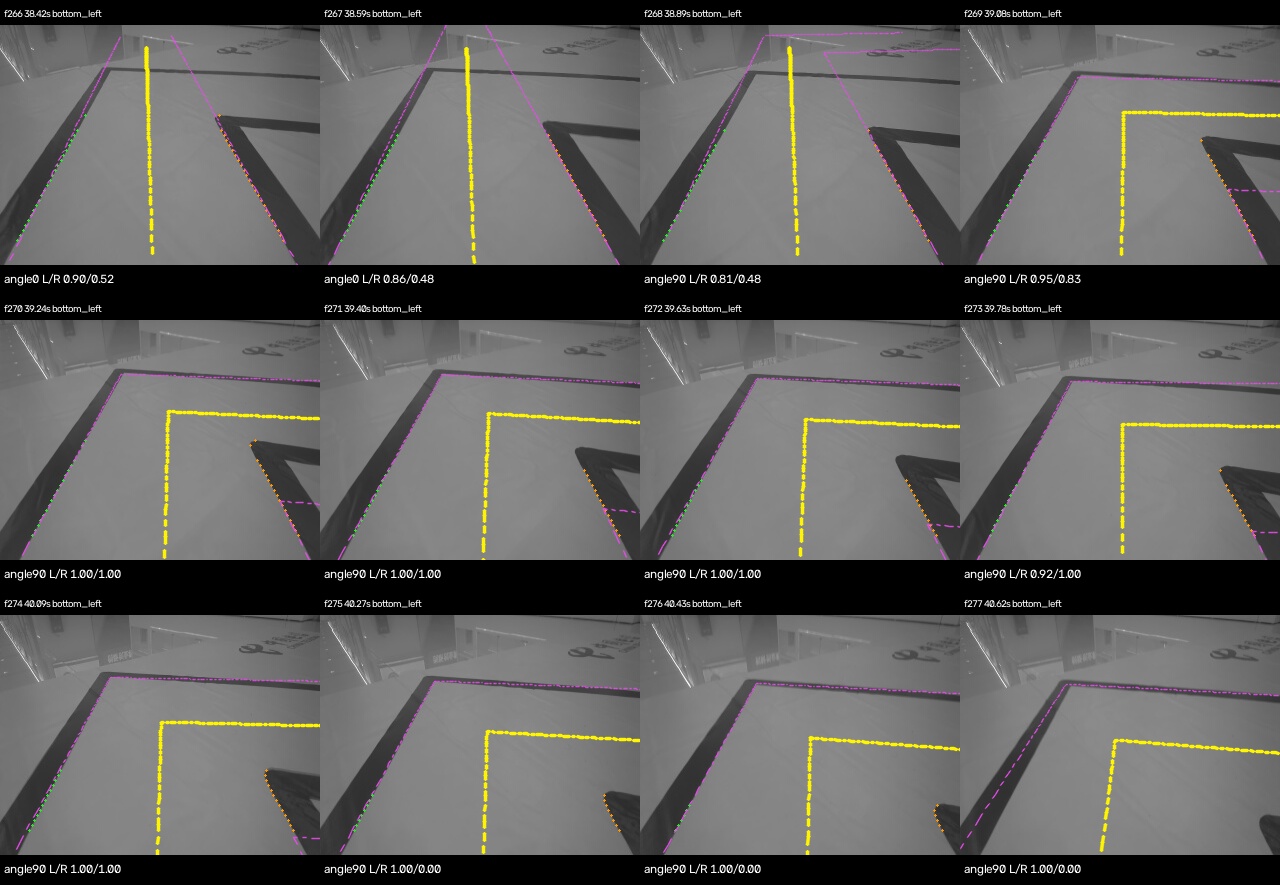 f266 38.42s bottom_left
f267 38.59s bottom_left
f268 38.89s bottom_left
f269 39.08s bottom_left
angle0 L/R 0.90/0.52
angle0 L/R 0.86/0.48
angle90 L/R 0.81/0.48
angle90 L/R 0.95/0.83
f270 39.24s bottom_left
f271 39.40s bottom_left
f272 39.63s bottom_left
f273 39.78s bottom_left
angle90 L/R 1.00/1.00
angle90 L/R 1.00/1.00
angle90 L/R 1.00/1.00
angle90 L/R 0.92/1.00
f274 40.09s bottom_left
f275 40.27s bottom_left
f276 40.43s bottom_left
f277 40.62s bottom_left
angle90 L/R 1.00/1.00
angle90 L/R 1.00/0.00
angle90 L/R 1.00/0.00
angle90 L/R 1.00/0.00